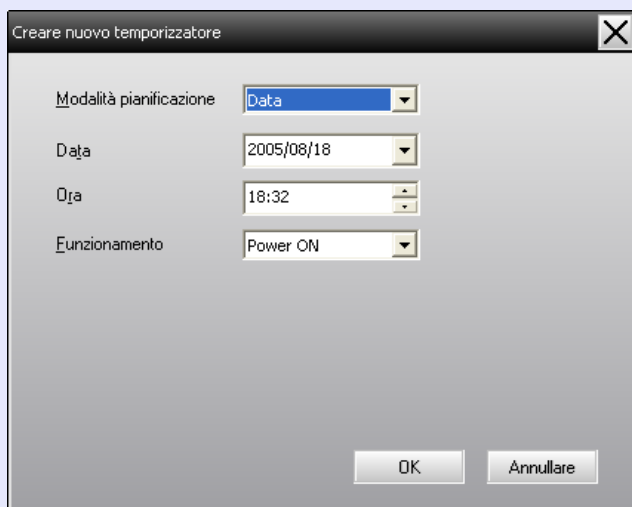 Creare nuovo temporizzatore
Modalità pianificazione Data
Data 2005/08/18
Ora 18:32
Funzionamento Power ON
OK Annullare